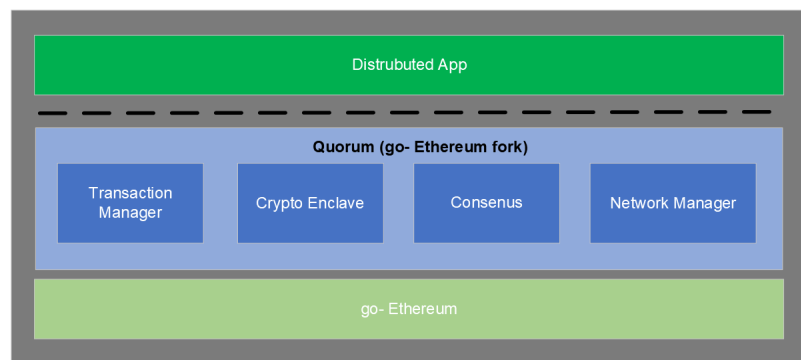 Distrubuted App
Quorum (go- Ethereum fork)
Transaction
Manager
Crypto Enclave
Consenus
Network Manager
go- Ethereum